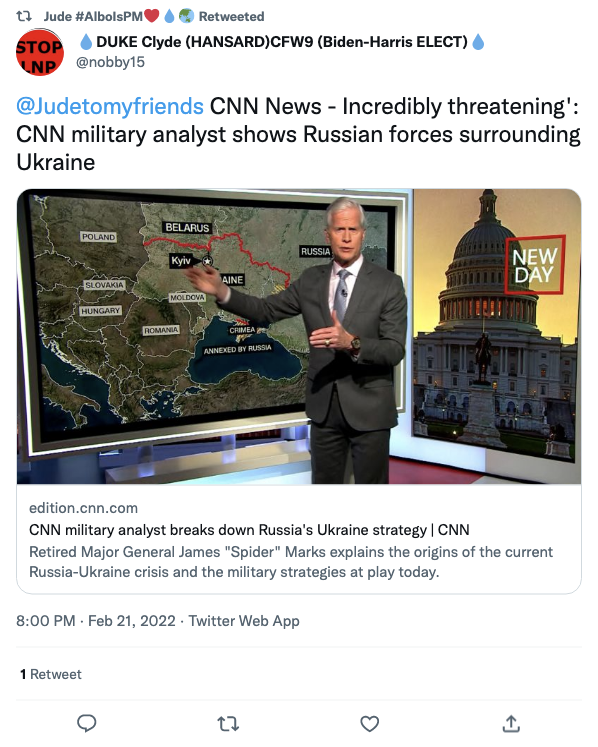 Jude #AlboIsPM❤️💧🌏 Retweeted
STOP
LNP
💧DUKE Clyde (HANSARD)CFW9 (Biden-Harris ELECT)💧
@nobby15
@Judetomyfriends CNN News - Incredibly threatening':
CNN military analyst shows Russian forces surrounding
Ukraine
POLAND
BELARUS
RUSSIA
Kyiv
AINE
SLOVAKIA
MOLDOVA
HUNGARY
ROMANIA
CRIMEA
ANNEXED BY RUSSIA
NEW
DAY
edition.cnn.com
CNN military analyst breaks down Russia's Ukraine strategy | CNN
Retired Major General James "Spider" Marks explains the origins of the current
Russia-Ukraine crisis and the military strategies at play today.
8:00 PM · Feb 21, 2022 · Twitter Web App
1 Retweet